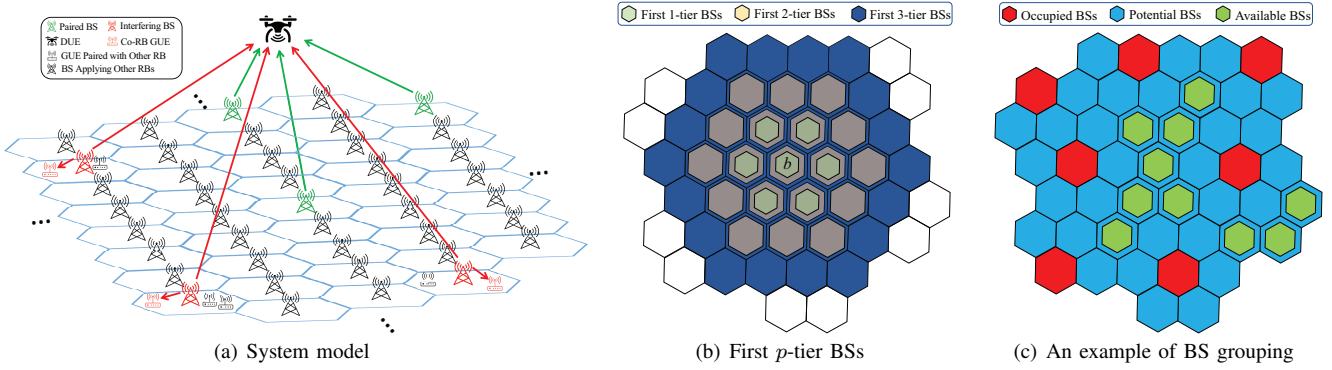 Paired BS
Interfering BS
DUE
Co-RB GUE
GUE Paired with Other RB
BS Applying Other RBs
(a) System model
First 1-tier BSs
First 2-tier BSs
First 3-tier BSs
b
(b) First p-tier BSs
Occupied BSs
Potential BSs
Available BSs
(c) An example of BS grouping